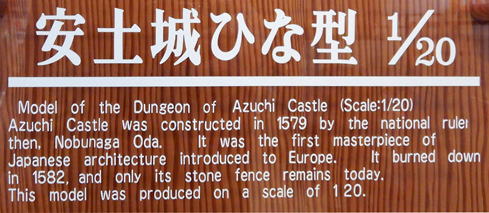 安土城ひな型 1/20
Model of the Dungeon of Azuchi Castle (Scale:1/20)
Azuchi Castle was constructed in 1579 by the national ruler
then, Nobunaga Oda. It was the first masterpiece of
Japanese architecture introduced to Europe. It burned down
in 1582, and only its stone fence remains today.
This model was produced on a scale of 1 20.